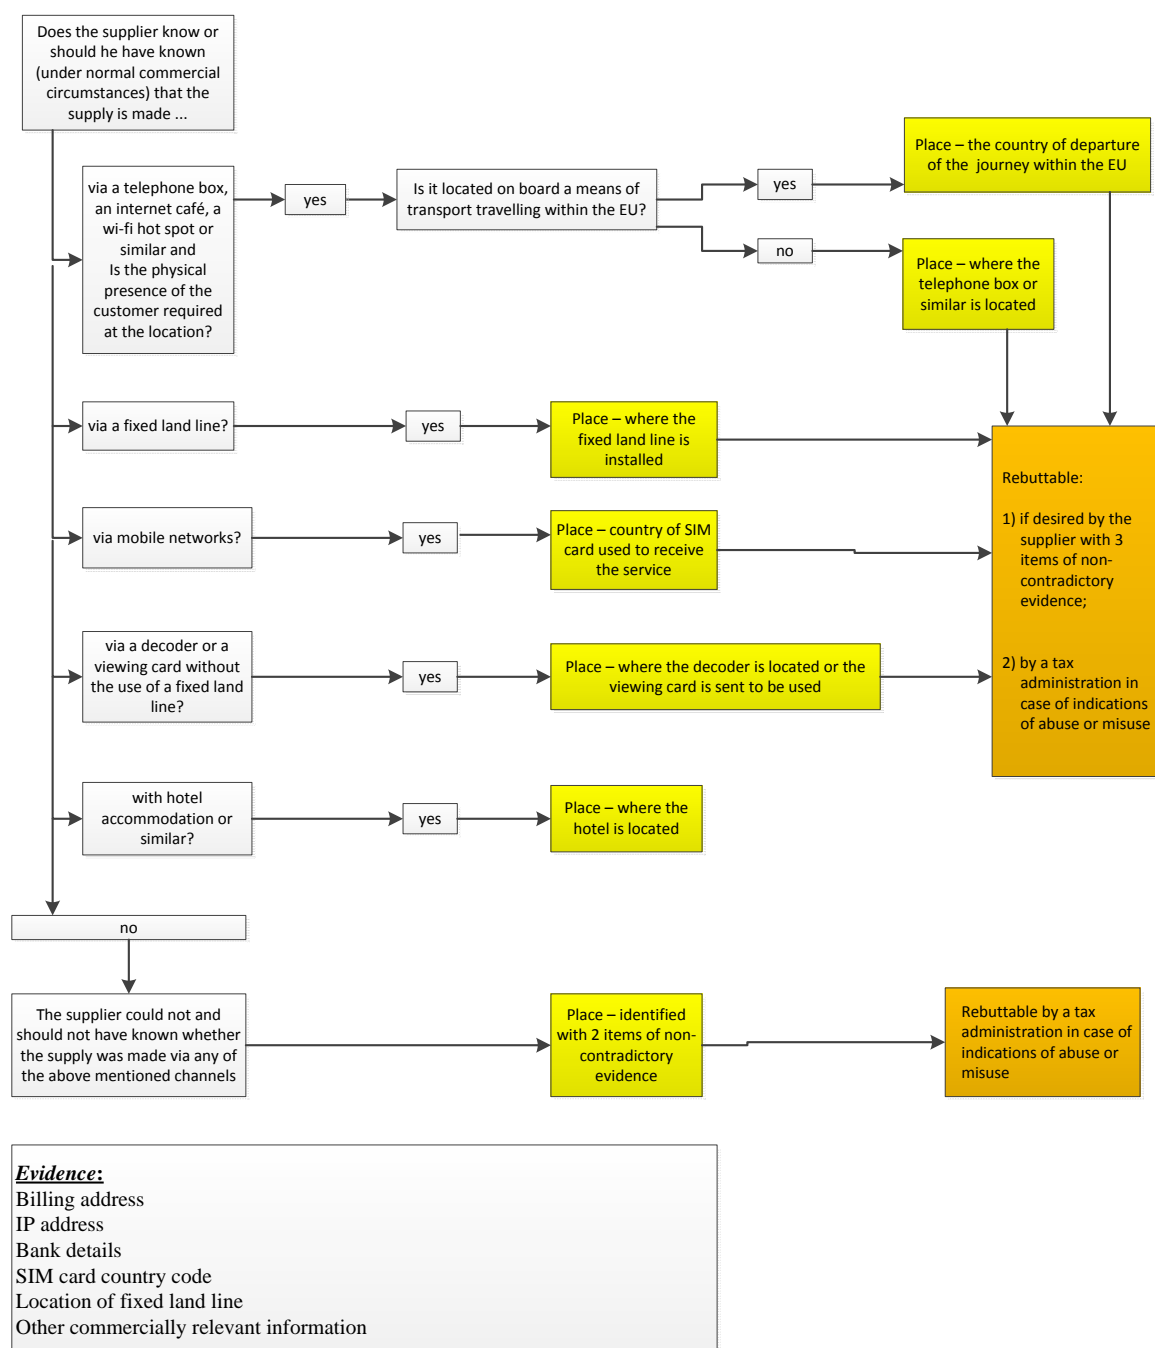 Does the supplier know or
should he have known
(under normal commercial
circumstances) that the
supply is made ...
via a telephone box,
an internet café, a
wi-fi hot spot or
similar and
Is the physical
presence of the
customer required
at the location?
yes
Is it located on board a means of
transport travelling within the EU?
yes
Place – the country of departure
of the  journey within the EU
no
Place – where the
telephone box or
similar is located
via a fixed land line?
yes
Place – where the
fixed land line is
installed
via mobile networks?
yes
Place – country of SIM
card used to receive
the service
via a decoder or a
viewing card without
the use of a fixed land
line?
yes
Place – where the decoder is located or the
viewing card is sent to be used
Rebuttable:
1) if desired by the
supplier with 3
items of non-
contradictory
evidence;
2) by a tax
administration in
case of indications
of abuse or misuse
with hotel
accommodation or
similar?
yes
Place – where the
hotel is located
no
The supplier could not and
should not have known whether
the supply was made via any of
the above mentioned channels
Place – identified
with 2 items of non-
contradictory
evidence
Rebuttable by a tax
administration in case of
indications of abuse or
misuse
Evidence:
Billing address
IP address
Bank details
SIM card country code
Location of fixed land line
Other commercially relevant information